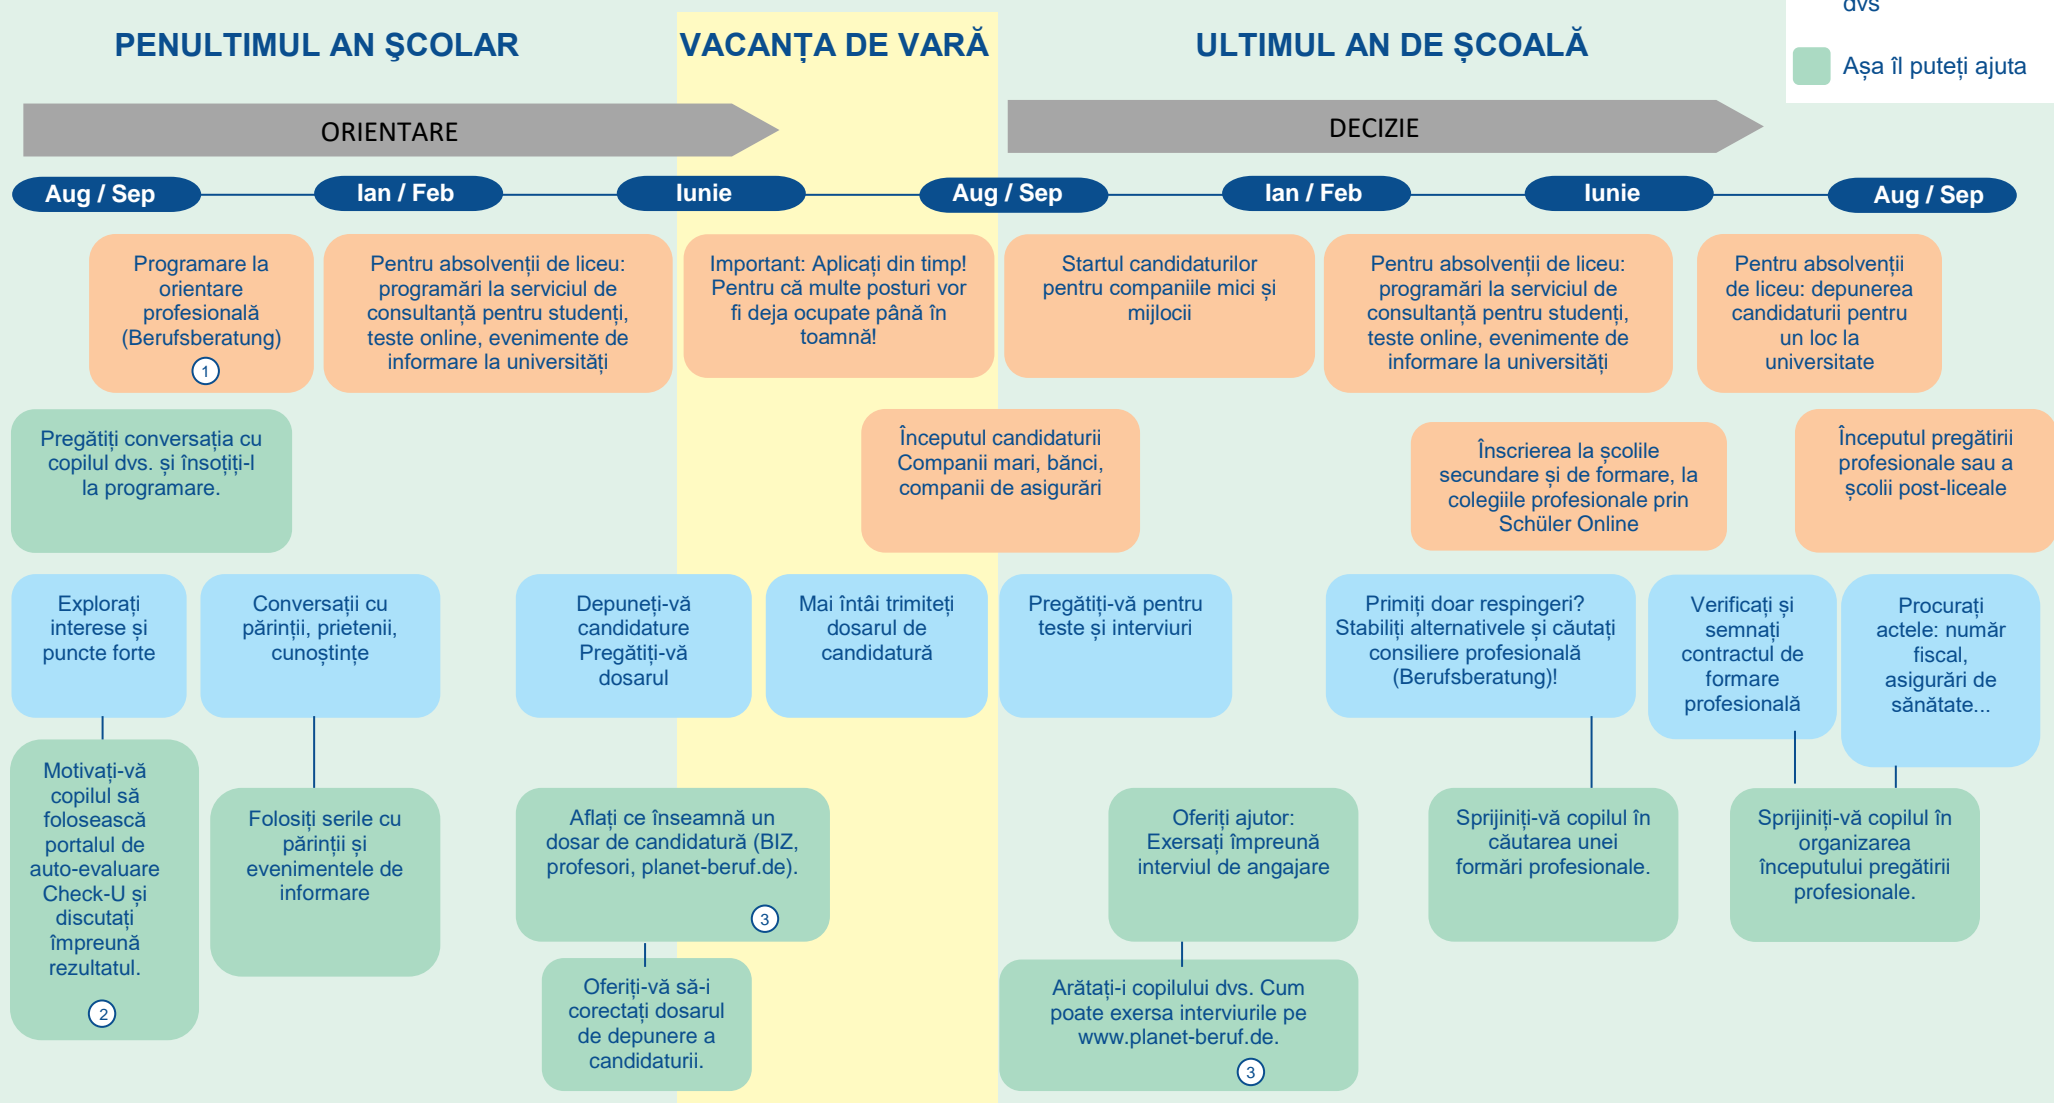 dvs
Așa îl puteți ajuta
PENULTIMUL AN ŞCOLAR
VACANȚA DE VARĂ
ULTIMUL AN DE ȘCOALĂ
ORIENTARE
DECIZIE
Aug / Sep
Ian / Feb
Iunie
Aug / Sep
Ian / Feb
Iunie
Aug / Sep
Programare la
orientare
profesională
(Berufsberatung)
1
Pentru absolvenții de liceu:
programări la serviciul de
consultanță pentru studenți,
teste online, evenimente de
informare la universități
Important: Aplicați din timp!
Pentru că multe posturi vor
fi deja ocupate până în
toamnă!
Startul candidaturilor
pentru companiile mici și
mijlocii
Pentru absolvenții de liceu:
programări la serviciul de
consultanță pentru studenți,
teste online, evenimente de
informare la universități
Pentru absolvenții
de liceu: depunerea
candidaturii pentru
un loc la
universitate
Pregătiți conversația cu
copilul dvs. și însoțiți-l
la programare.
Începutul candidaturii
Companii mari, bănci,
companii de asigurări
Înscrierea la școlile
secundare și de formare, la
colegiile profesionale prin
Schüler Online
Începutul pregătirii
profesionale sau a
școlii post-liceale
Explorați
interese și
puncte forte
Conversații cu
părinții, prietenii,
cunoștințe
Depuneți-vă
candidature
Pregătiți-vă
dosarul
Mai întâi trimiteți
dosarul de
candidatură
Pregătiți-vă pentru
teste și interviuri
Primiți doar respingeri?
Stabiliți alternativele și căutați
consiliere profesională
(Berufsberatung)!
Verificați și
semnați
contractul de
formare
profesională
Procurați
actele: număr
fiscal,
asigurări de
sănătate...
Motivați-vă
copilul să
folosească
portalul de
auto-evaluare
Check-U și
discutați
împreună
rezultatul.
2
Folosiți serile cu
părinții și
evenimentele de
informare
Aflați ce înseamnă un
dosar de candidatură (BIZ,
profesori, planet-beruf.de).
3
Oferiți ajutor:
Exersați împreună
interviul de angajare
Sprijiniți-vă copilul în
căutarea unei
formări profesionale.
Sprijiniți-vă copilul în
organizarea
începutului pregătirii
profesionale.
Oferiți-vă să-i
corectați dosarul
de depunere a
candidaturii.
Arătați-i copilului dvs. Cum
poate exersa interviurile pe
www.planet-beruf.de.
3